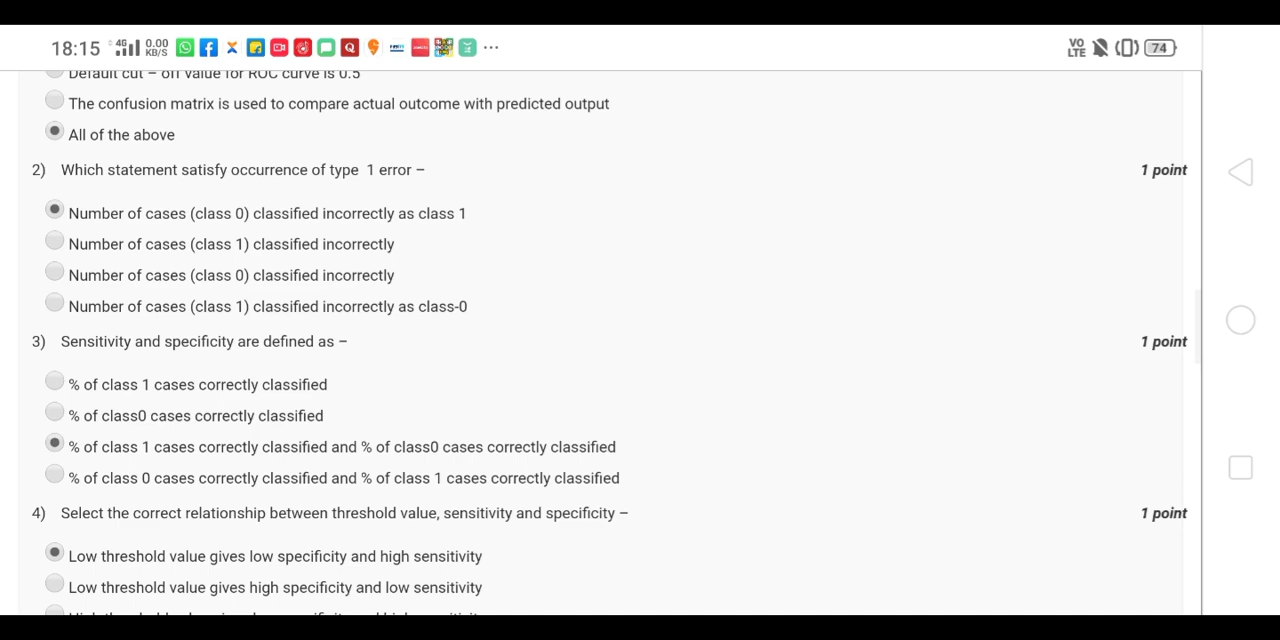 18:15 4G 0.00 KB/S Q ... VO LTE 74
Default cut – off value for ROC curve is 0.5
The confusion matrix is used to compare actual outcome with predicted output
All of the above
2) Which statement satisfy occurrence of type 1 error – 1 point
Number of cases (class 0) classified incorrectly as class 1
Number of cases (class 1) classified incorrectly
Number of cases (class 0) classified incorrectly
Number of cases (class 1) classified incorrectly as class-0
3) Sensitivity and specificity are defined as – 1 point
% of class 1 cases correctly classified
% of class0 cases correctly classified
% of class 1 cases correctly classified and % of class0 cases correctly classified
% of class 0 cases correctly classified and % of class 1 cases correctly classified
4) Select the correct relationship between threshold value, sensitivity and specificity – 1 point
Low threshold value gives low specificity and high sensitivity
Low threshold value gives high specificity and low sensitivity